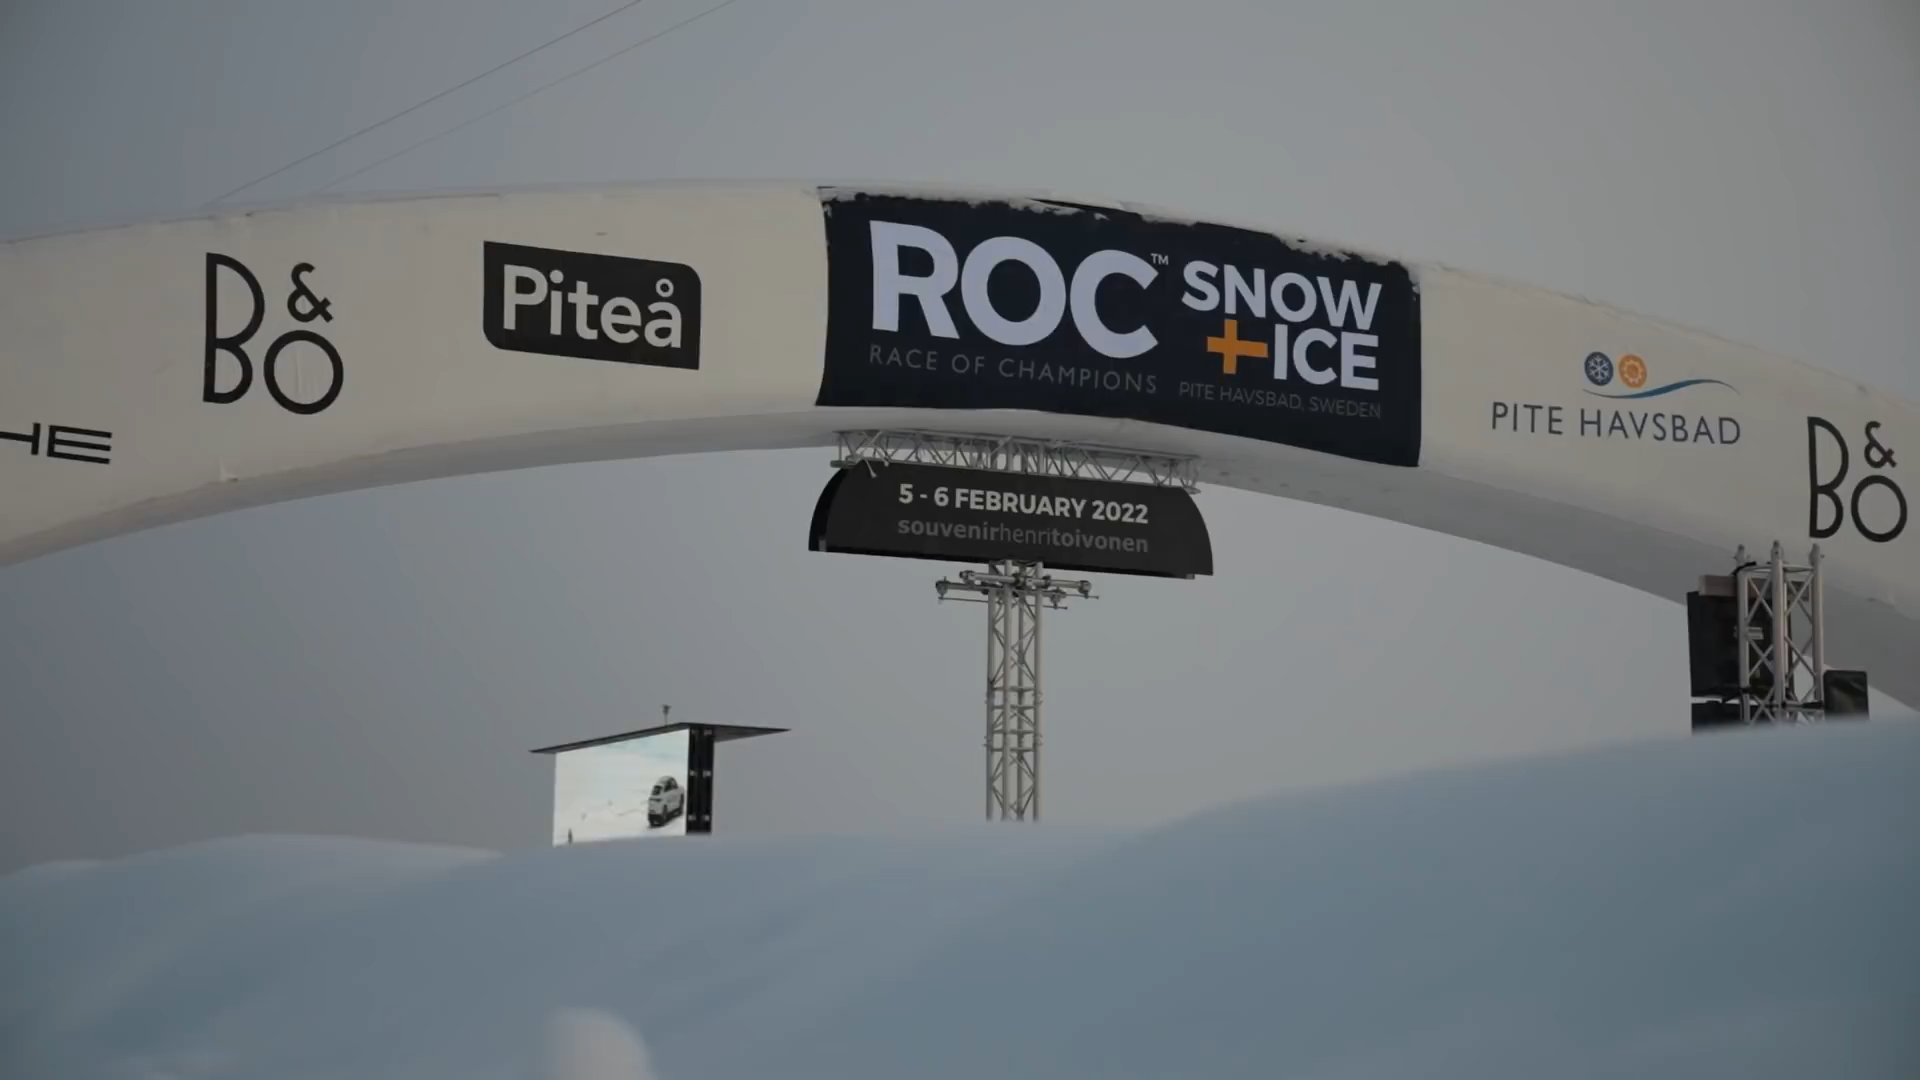 HE
B&O
Piteå
ROC™ SNOW
+ICE
RACE OF CHAMPIONS
PITE HAVSBAD, SWEDEN
PITE HAVSBAD
B&O
5 - 6 FEBRUARY 2022
souvenirhenritoivonen